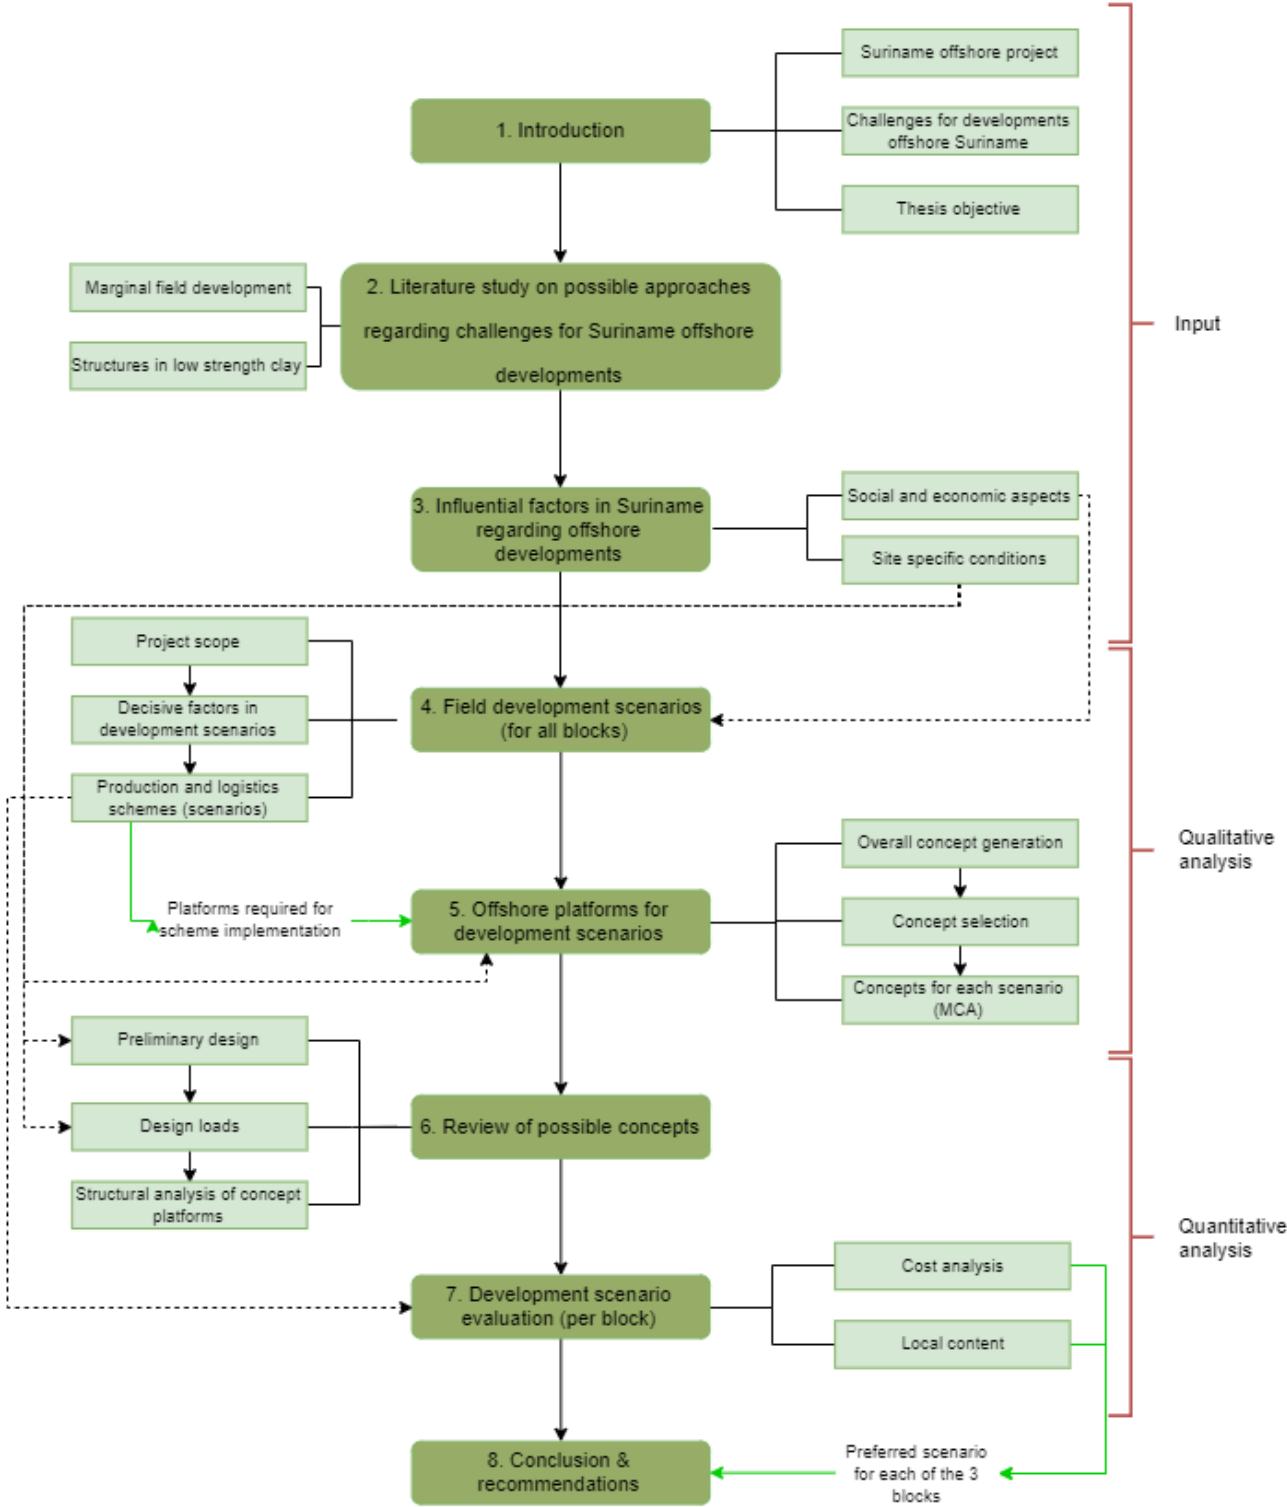 Suriname offshore project
1. Introduction
Challenges for developments
offshore Suriname
Thesis objective
Marginal field development
2. Literature study on possible approaches
regarding challenges for Suriname offshore
developments
Structures in low strength clay
Input
3. Influential factors in Suriname
regarding offshore
developments
Social and economic aspects
Site specific conditions
Project scope
4. Field development scenarios
(for all blocks)
Decisive factors in
development scenarios
Production and logistics
schemes (scenarios)
Qualitative
analysis
Overall concept generation
Platforms required for
scheme implementation
5. Offshore platforms for
development scenarios
Concept selection
Concepts for each scenario
(MCA)
Preliminary design
Design loads
6. Review of possible concepts
Structural analysis of concept
platforms
Quantitative
analysis
Cost analysis
7. Development scenario
evaluation (per block)
Local content
8. Conclusion &
recommendations
Preferred scenario
for each of the 3
blocks